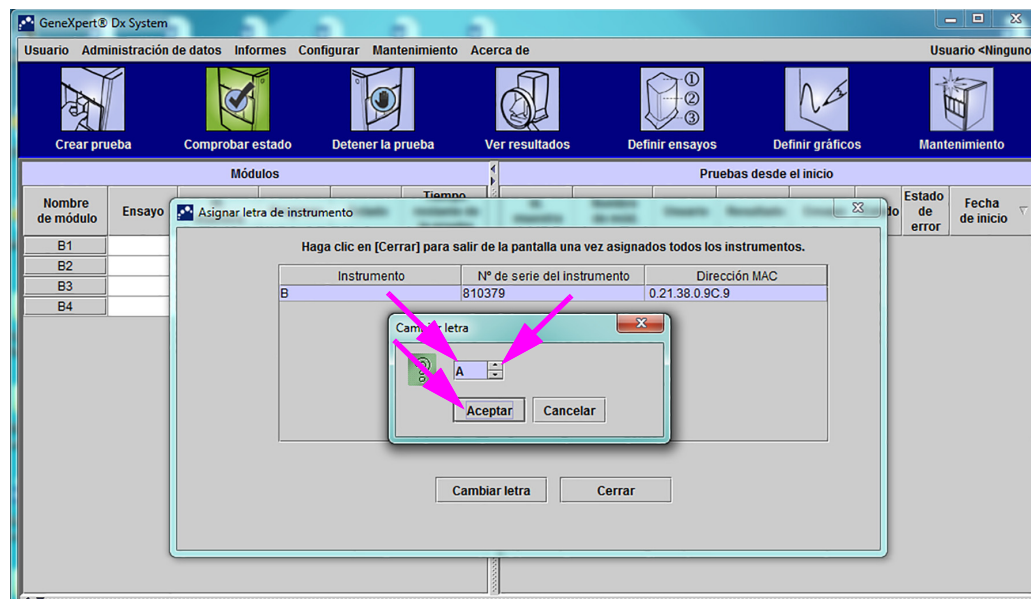 GeneXpert® Dx System
Usuario Administración de datos Informes Configurar Mantenimiento Acerca de Usuario <Ninguno
Crear prueba Comprobar estado Detener la prueba Ver resultados Definir ensayos Definir gráficos Mantenimiento
Módulos Pruebas desde el inicio
Nombre de módulo Ensayo Tiempo Estado de error Fecha de inicio
Asignar letra de instrumento
B1
B2
B3
B4
Haga clic en [Cerrar] para salir de la pantalla una vez asignados todos los instrumentos.
Instrumento Nº de serie del instrumento Dirección MAC
B 810379 0.21.38.0.9C.9
letra
A
Aceptar Cancelar
Cambiar letra Cerrar